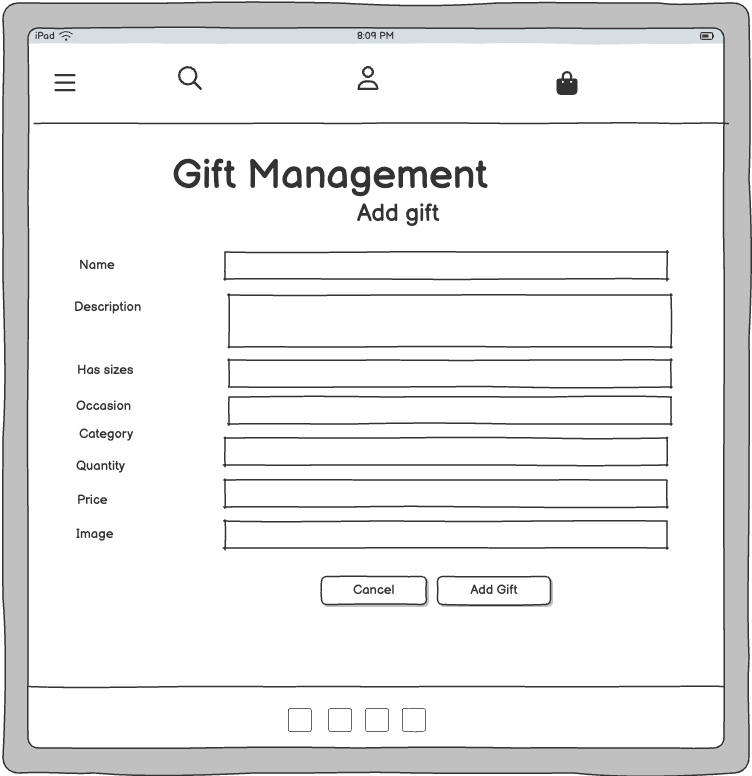 iPad 8:09 PM
Gift Management
Add gift
Name
Description
Has sizes
Occasion
Category
Quantity
Price
Image
Cancel Add Gift